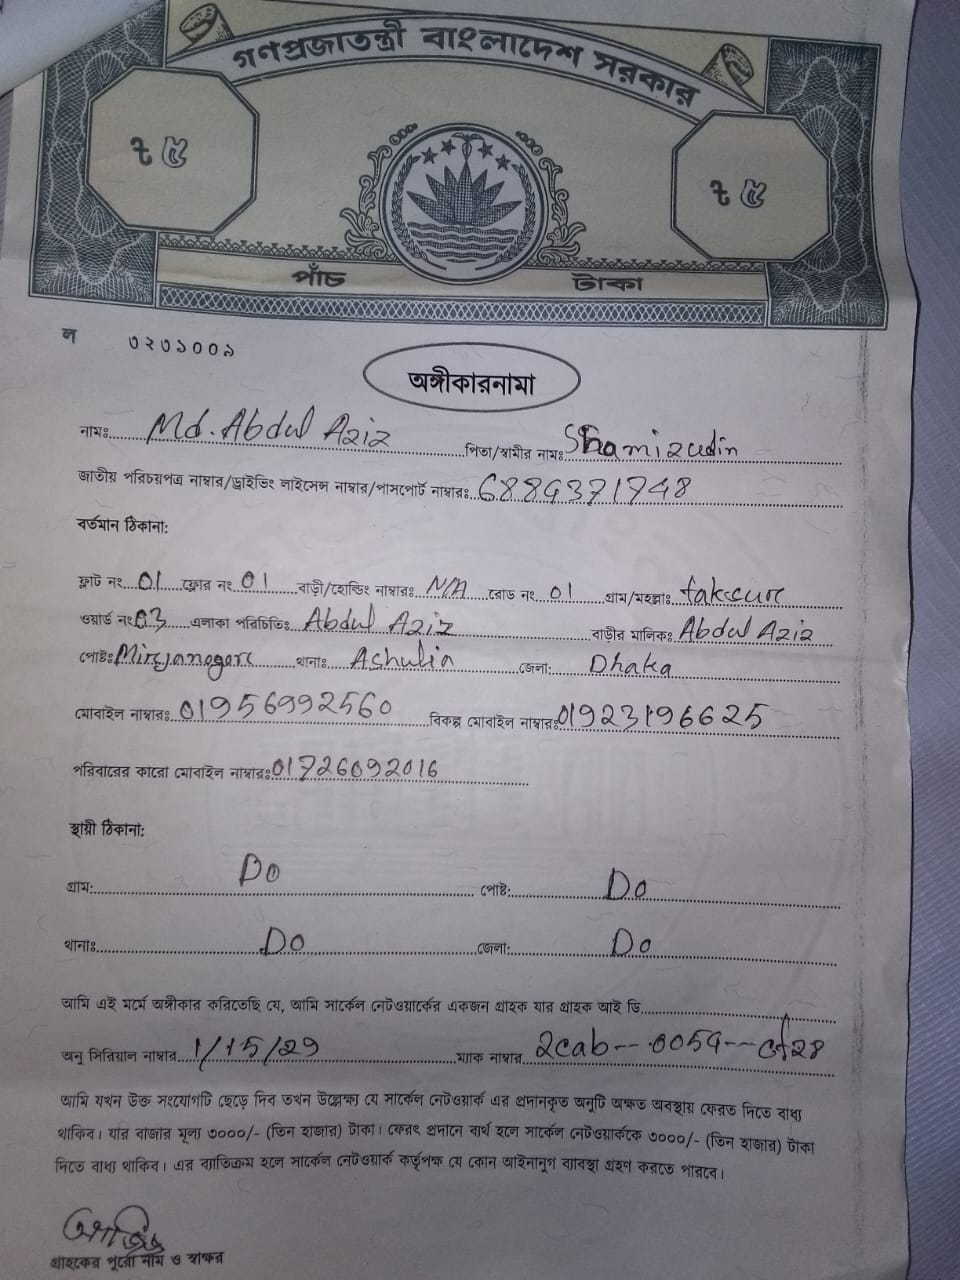 গণপ্রজাতন্ত্রী বাংলাদেশ সরকার
৳ ৫ ৳ ৫
পাঁচ টাকা
ল ৩২৩১০০৯
অঙ্গীকারনামা
নামঃ Md. Abdul Aziz পিতা/স্বামীর নামঃ Shamizudin
জাতীয় পরিচয়পত্র নাম্বার/ড্রাইভিং লাইসেন্স নাম্বার/পাসপোর্ট নাম্বারঃ
বর্তমান ঠিকানা:
ফ্লাট নং 01 ফ্লোর নং 01 বাড়ী/হোল্ডিং নাম্বারঃ N/A রোড নং 01 গ্রাম/মহল্লাঃ taksur
ওয়ার্ড নং 03 এলাকা পরিচিতিঃ Abdul Aziz বাড়ীর মালিকঃ Abdul Aziz
পোষ্টঃ Mirzanagar থানাঃ Ashulia জেলা: Dhaka
মোবাইল নাম্বারঃ 01956992560 বিকল্প মোবাইল নাম্বারঃ 01923196625
পরিবারের কারো মোবাইল নাম্বারঃ 01726092016
স্থায়ী ঠিকানা:
গ্রাম: Do পোষ্ট: Do
থানাঃ Do জেলা: Do
আমি এই মর্মে অঙ্গীকার করিতেছি যে, আমি সার্কেল নেটওয়ার্কের একজন গ্রাহক যার গ্রাহক আই ডি
অনু সিরিয়াল নাম্বার 1/15/29 ম্যাক নাম্বার 2cab--0054--
আমি যখন উক্ত সংযোগটি ছেড়ে দিব তখন উল্লেক্ষ্য যে সার্কেল নেটওয়ার্ক এর প্রদানকৃত অনুটি অক্ষত অবস্থায় ফেরত দিতে বাধ্য
থাকিব। যার বাজার মূল্য ৩০০০/- (তিন হাজার) টাকা। ফেরৎ প্রদানে ব্যর্থ হলে সার্কেল নেটওয়ার্ককে ৩০০০/- (তিন হাজার) টাকা
দিতে বাধ্য থাকিব। এর ব্যতিক্রম হলে সার্কেল নেটওয়ার্ক কর্তৃপক্ষ যে কোন আইনানুগ ব্যাবস্থা গ্রহণ করতে পারবে।
গ্রাহকের পুরো নাম ও স্বাক্ষর